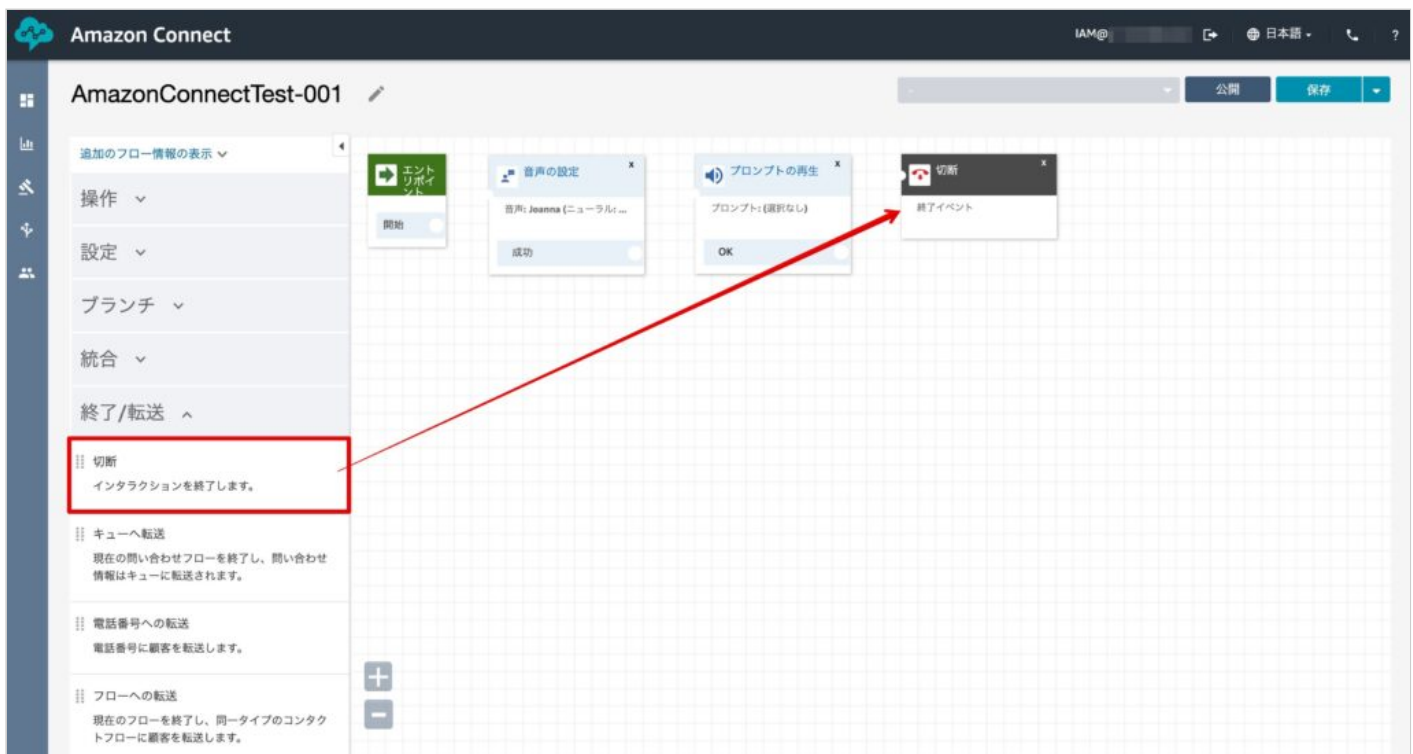 Amazon Connect
IAM@
日本語
?
AmazonConnectTest-001
公開
保存
追加のフロー情報の表示
操作
設定
ブランチ
統合
終了/転送
切断
インタラクションを終了します。
キューへ転送
現在の問い合わせフローを終了し、問い合わせ
情報はキューに転送されます。
電話番号への転送
電話番号に顧客を転送します。
フローへの転送
現在のフローを終了し、同一タイプのコンタク
トフローに顧客を転送します。
エント
リポイ
ント
開始
音声の設定
x
音声: Joanna (ニューラル: ...
成功
プロンプトの再生
x
プロンプト: (選択なし)
OK
切断
x
終了イベント